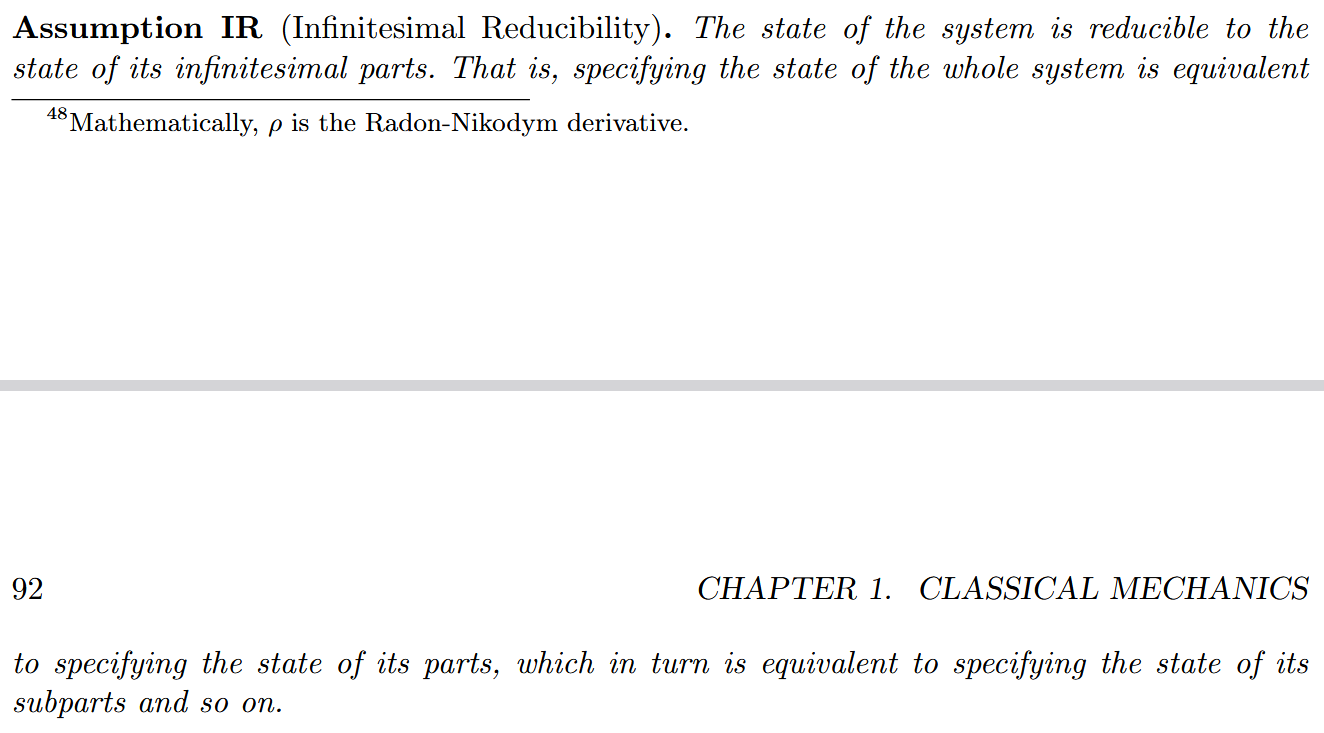 Assumption IR (Infinitesimal Reducibility). The state of the system is reducible to the
state of its infinitesimal parts. That is, specifying the state of the whole system is equivalent
48Mathematically, ρ is the Radon-Nikodym derivative.
92 CHAPTER 1. CLASSICAL MECHANICS
to specifying the state of its parts, which in turn is equivalent to specifying the state of its
subparts and so on.